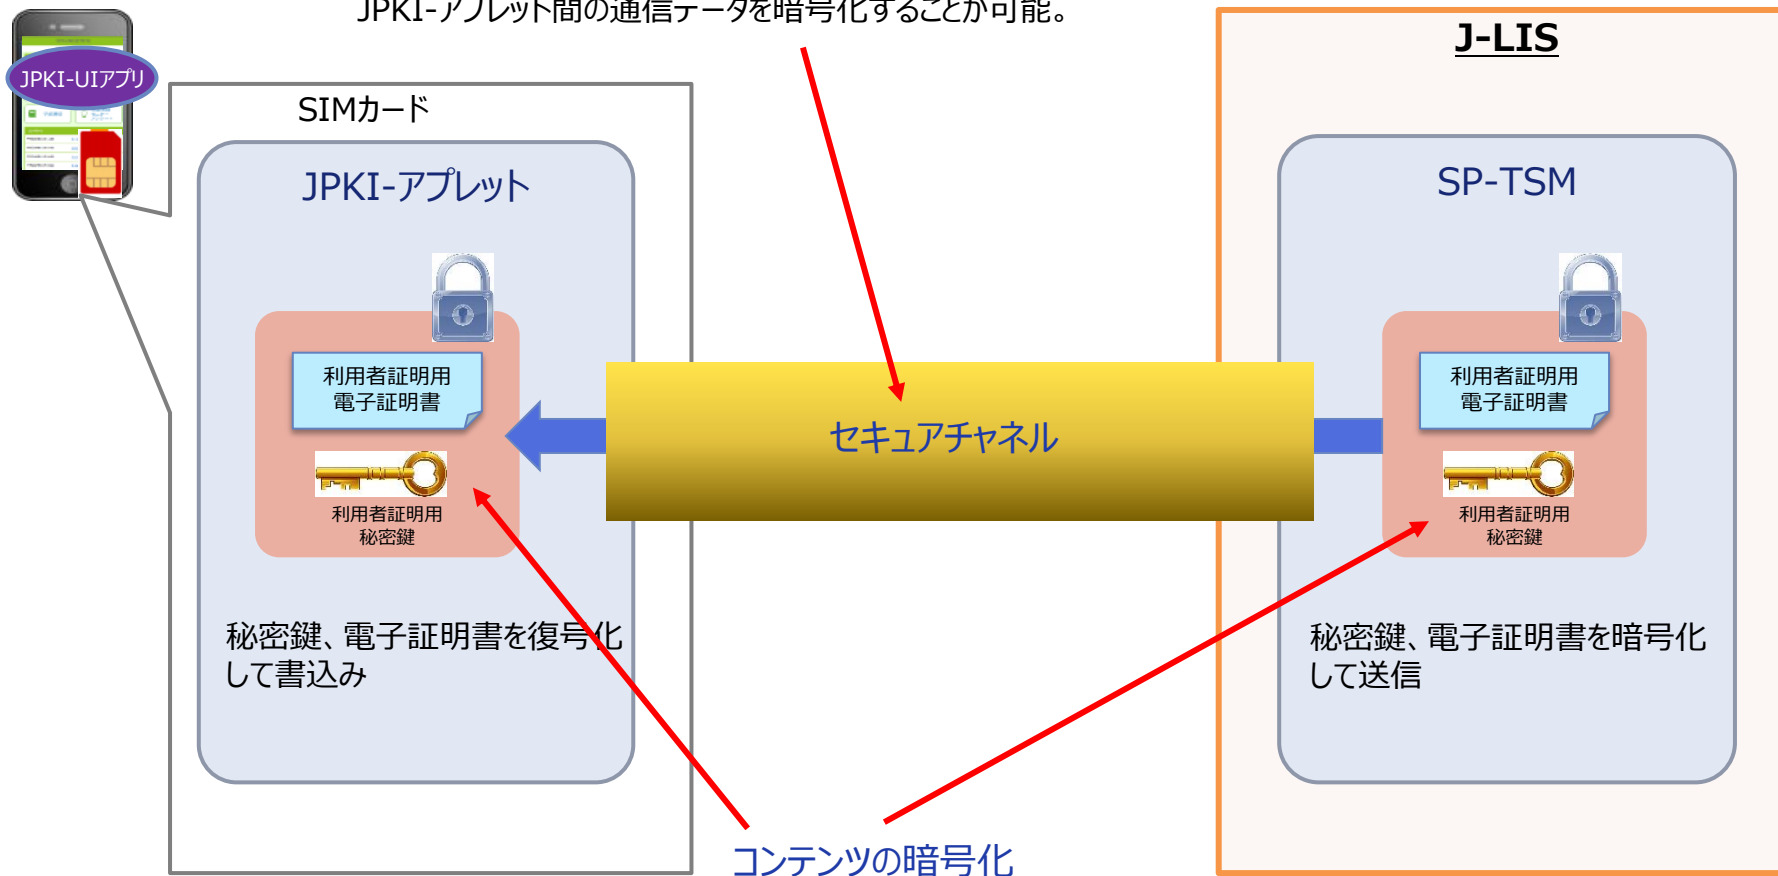 JPKI-アプレット間の通信データを暗号化することが可能。
J-LIS
JPKI-UIアプリ
SIMカード
JPKI-アプレット
SP-TSM
利用者証明用
電子証明書
利用者証明用
秘密鍵
セキュアチャネル
利用者証明用
電子証明書
利用者証明用
秘密鍵
秘密鍵、電子証明書を復号化
して書込み
秘密鍵、電子証明書を暗号化
して送信
コンテンツの暗号化